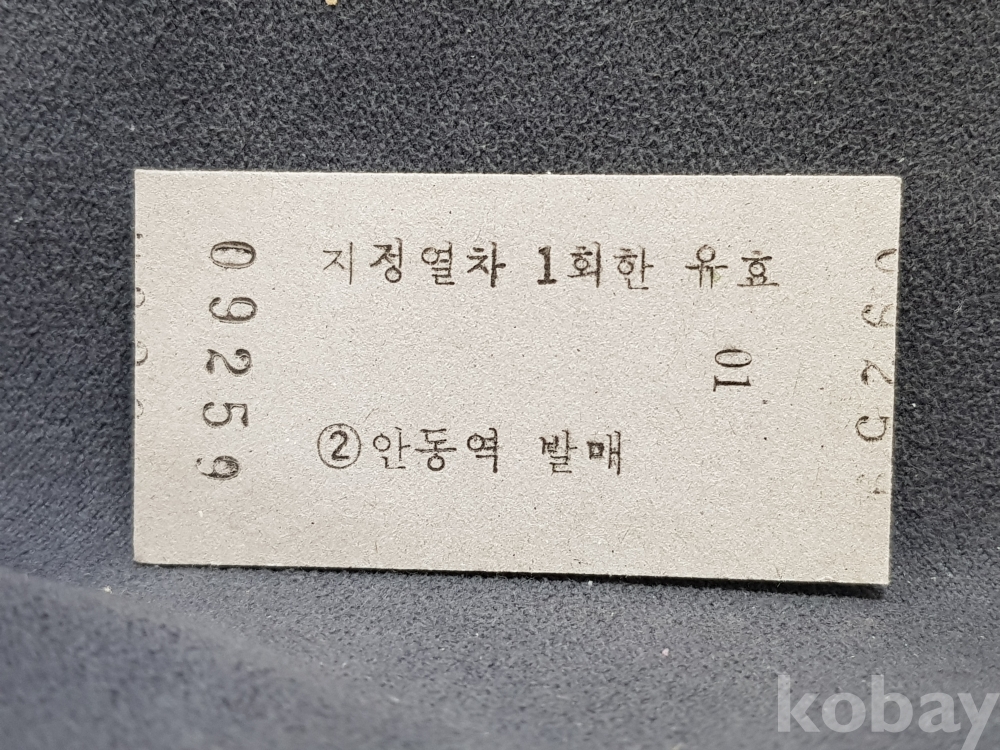 09259
지정열차 1회한 유효
01
②안동역 발매
kobay